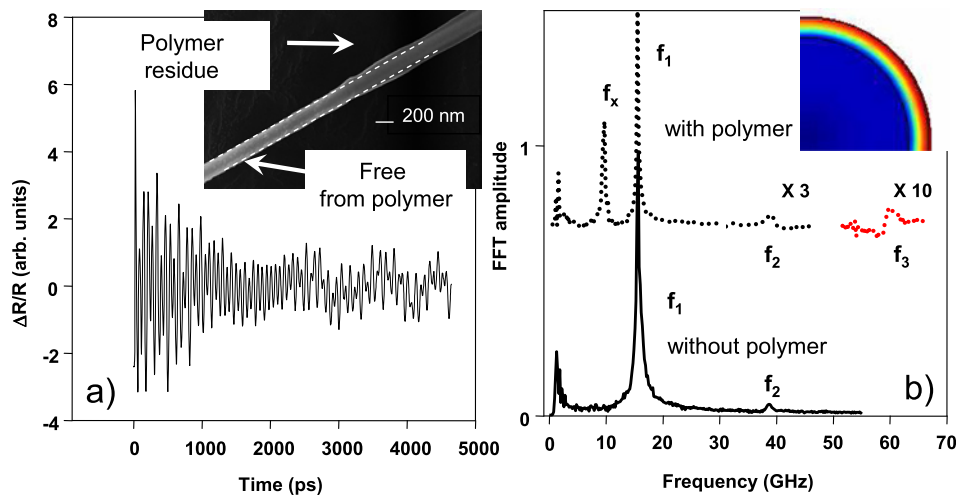 8
6
4
2
0
-2
-4
ΔR/R (arb. units)
Polymer
residue
200 nm
Free
from polymer
a)
0
1000
2000
3000
4000
5000
Time (ps)
FFT amplitude
1
0
f1
fx
with polymer
X 3
X 10
f2
f3
f1
without polymer
f2
b)
0
10
20
30
40
50
60
70
Frequency (GHz)